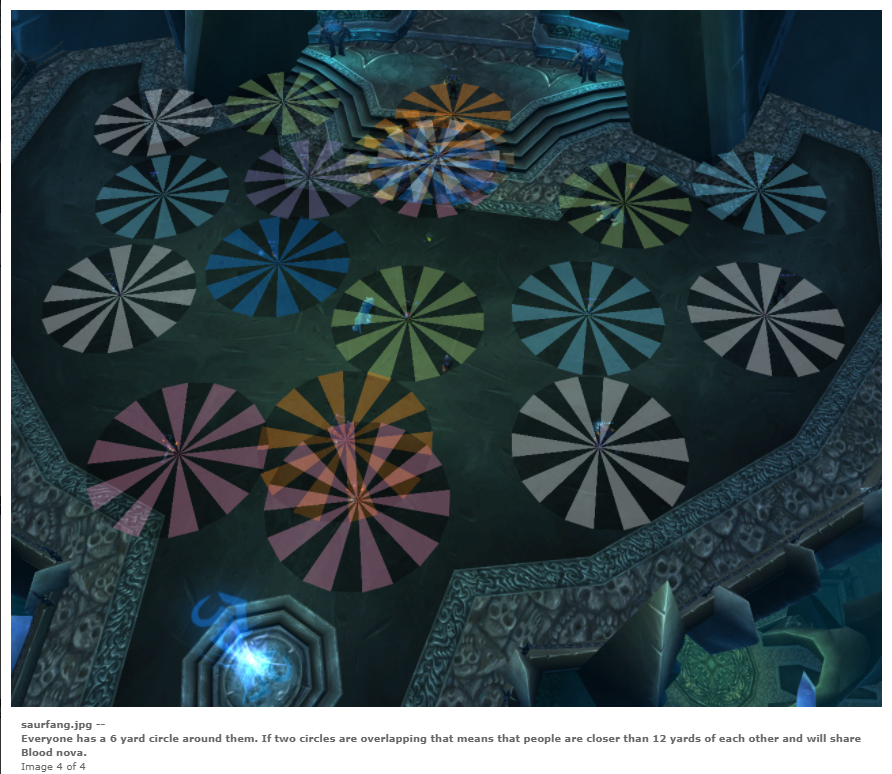 saurfang.jpg --
Everyone has a 6 yard circle around them. If two circles are overlapping that means that people are closer than 12 yards of each other and will share
Blood nova.
Image 4 of 4